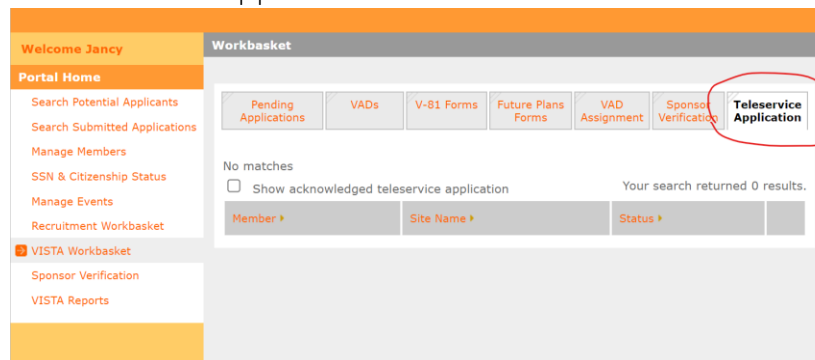 Welcome Jancy
Workbasket
Portal Home
Search Potential Applicants
Search Submitted Applications
Manage Members
SSN & Citizenship Status
Manage Events
Recruitment Workbasket
VISTA Workbasket
Sponsor Verification
VISTA Reports
Pending
Applications
VADs
V-81 Forms
Future Plans
Forms
VAD
Assignment
Sponsor
Verification
Teleservice
Application
No matches
Show acknowledged teleservice application
Your search returned 0 results.
Member
Site Name
Status